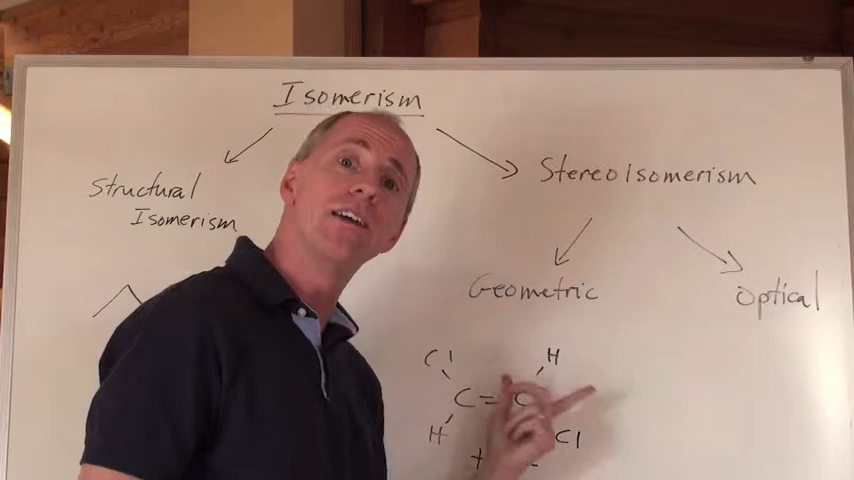 Isomerism
Structural
Isomerism
StereoIsomerism
Geometric
Optical
Cl H
C = C
H Cl